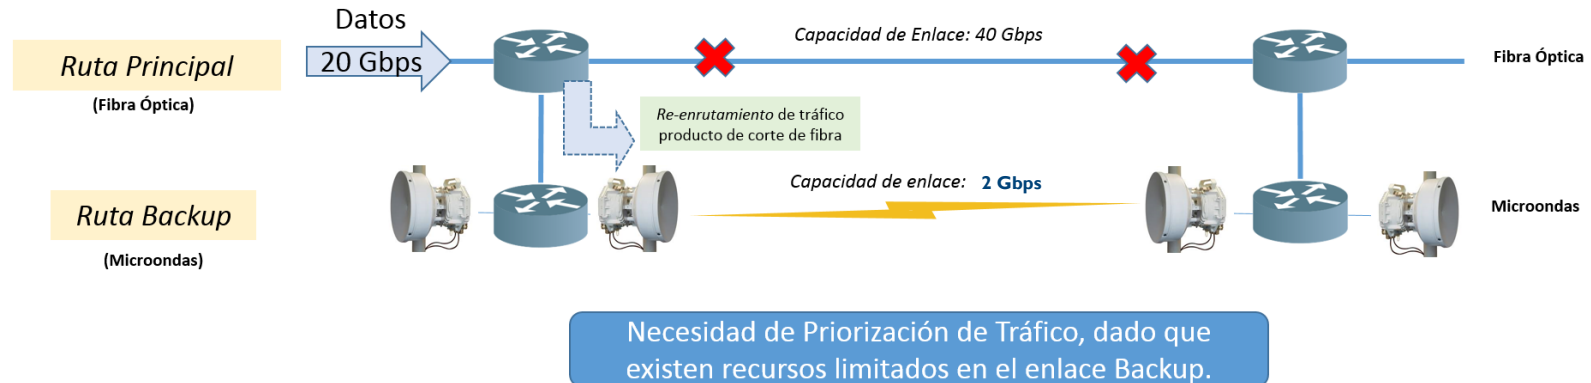 Datos
20 Gbps
Ruta Principal
(Fibra Óptica)
Capacidad de Enlace: 40 Gbps
Fibra Óptica
Re-enrutamiento de tráfico
producto de corte de fibra
Ruta Backup
(Microondas)
Capacidad de enlace: 2 Gbps
Microondas
Necesidad de Priorización de Tráfico, dado que
existen recursos limitados en el enlace Backup.